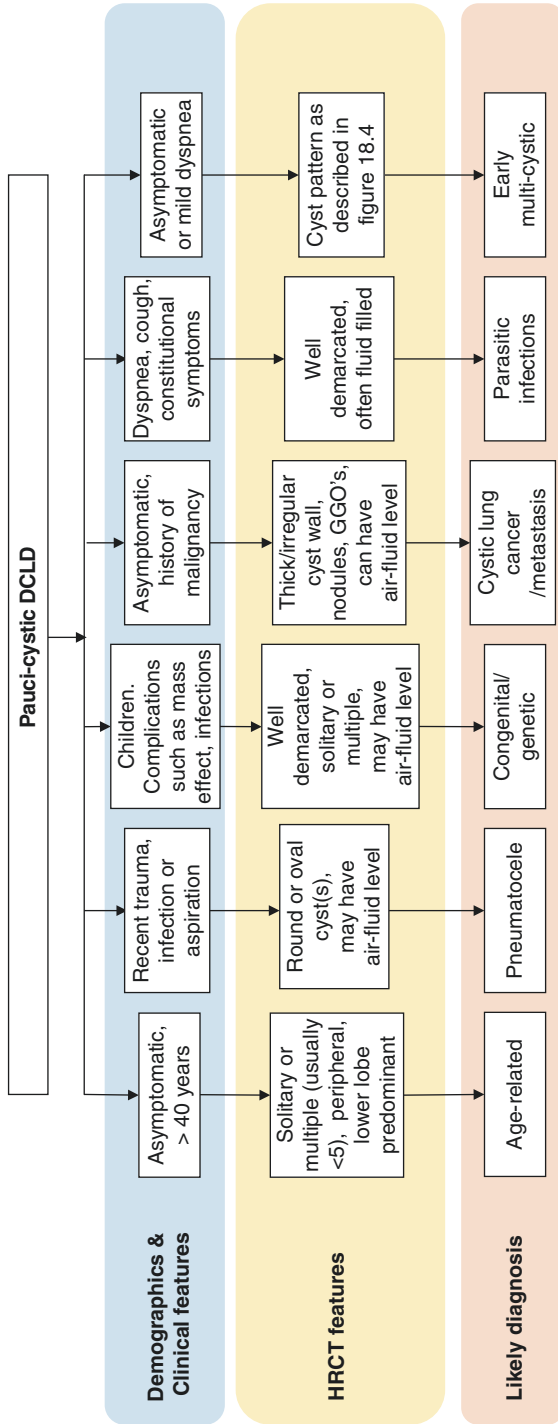 Pauci-cystic DCLD
Demographics &
Clinical features
Asymptomatic,
> 40 years
Recent trauma,
infection or
aspiration
Children.
Complications
such as mass
effect, infections
Asymptomatic,
history of
malignancy
Dyspnea, cough,
constitutional
symptoms
Asymptomatic
or mild dyspnea
HRCT features
Solitary or
multiple (usually
<5), peripheral,
lower lobe
predominant
Round or oval
cyst(s),
may have
air-fluid level
Well
demarcated,
solitary or
multiple,
may have
air-fluid level
Thick/irregular
cyst wall,
nodules, GGO's,
can have
air-fluid level
Well
demarcated,
often fluid filled
Cyst pattern as
described in
figure 18.4
Likely diagnosis
Age-related
Pneumatocele
Congenital/
genetic
Cystic lung
cancer
/metastasis
Parasitic
infections
Early
multi-cystic